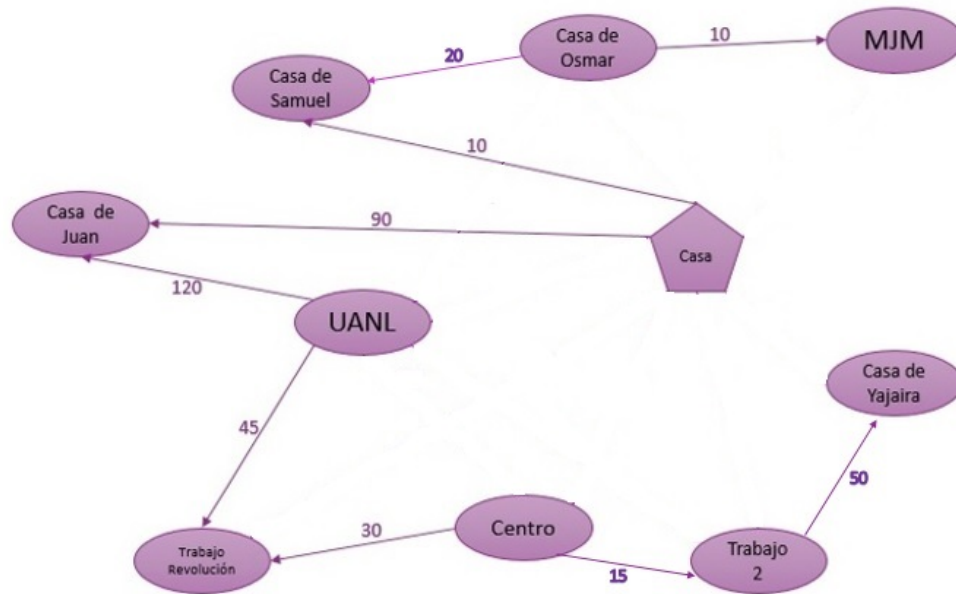 Casa de
Osmar
10
MJM
20
Casa de
Samuel
10
Casa de
Juan
90
Casa
120
UANL
Casa de
Yajaira
45
50
Centro
30
Trabajo
Revolución
15
Trabajo
2